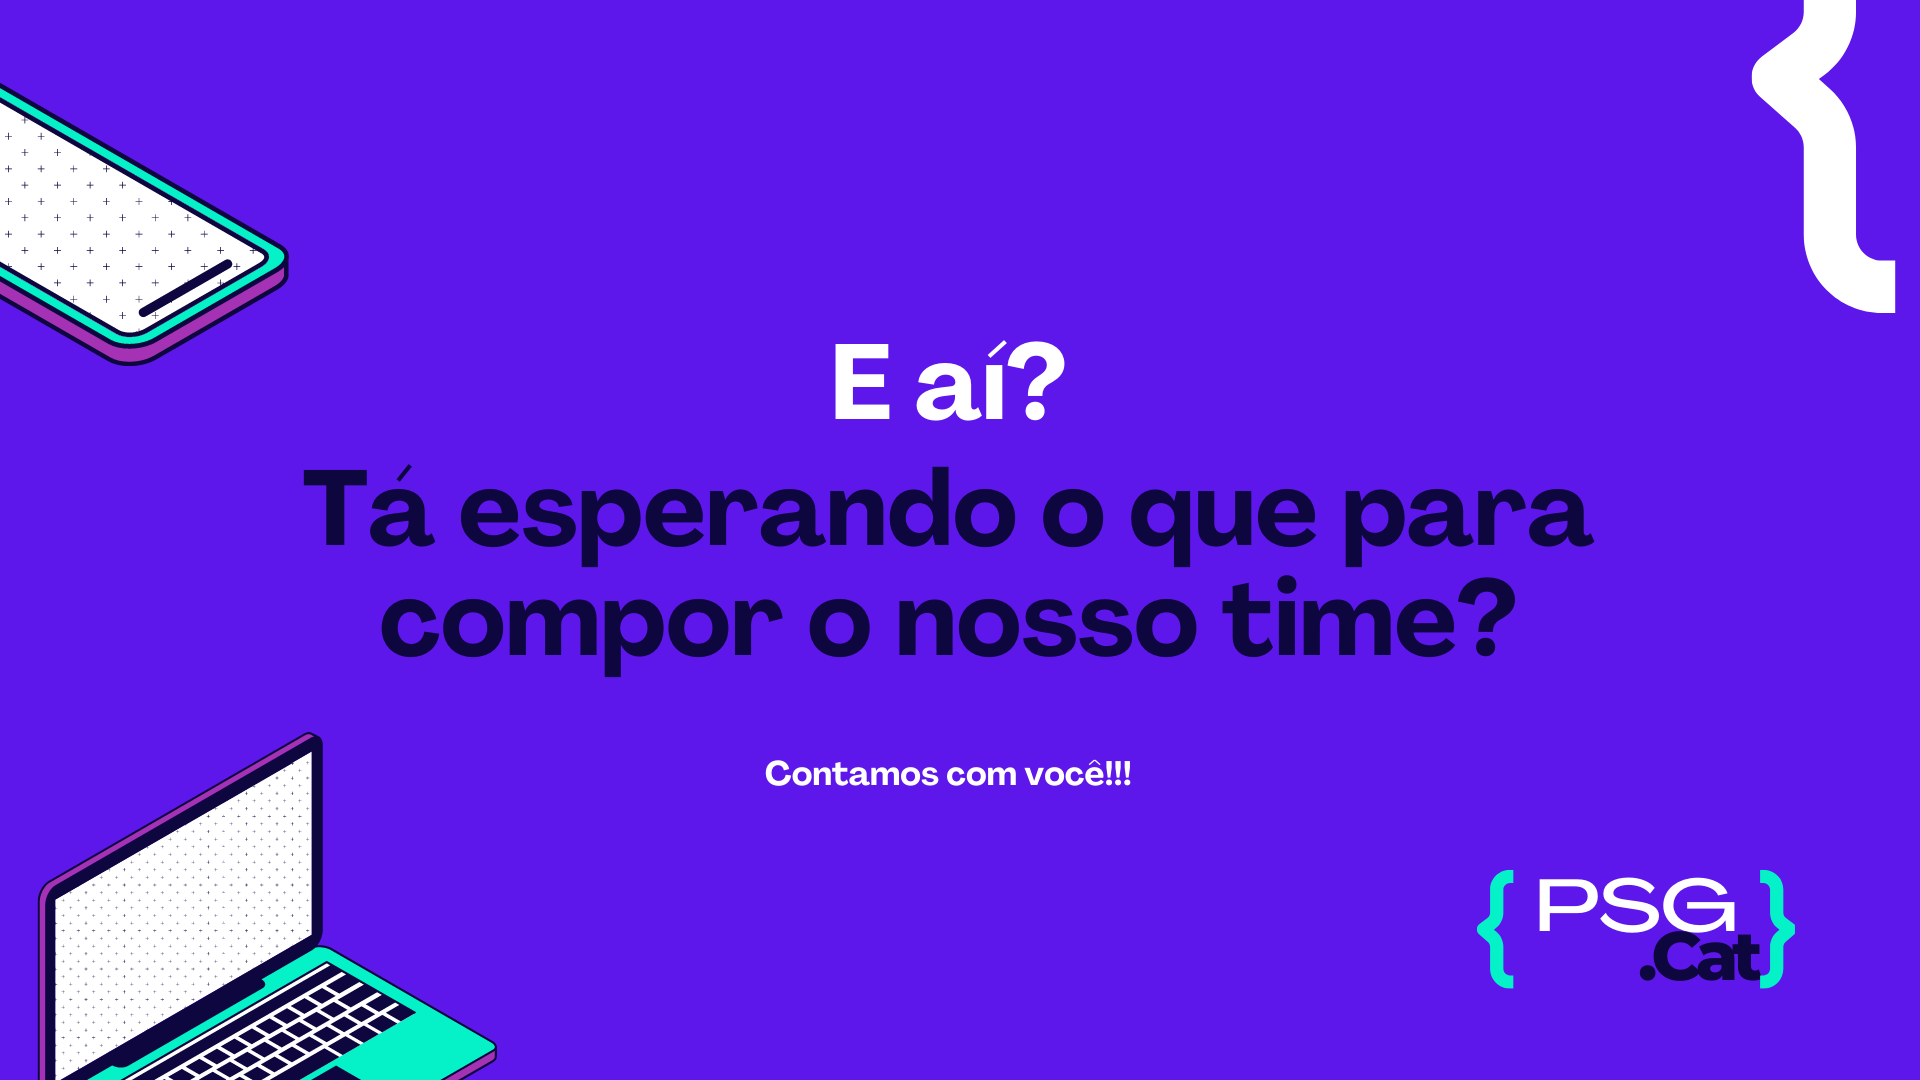 E aí?
Tá esperando o que para
compor o nosso time?
Contamos com você!!!
{ PSG }
.Cat